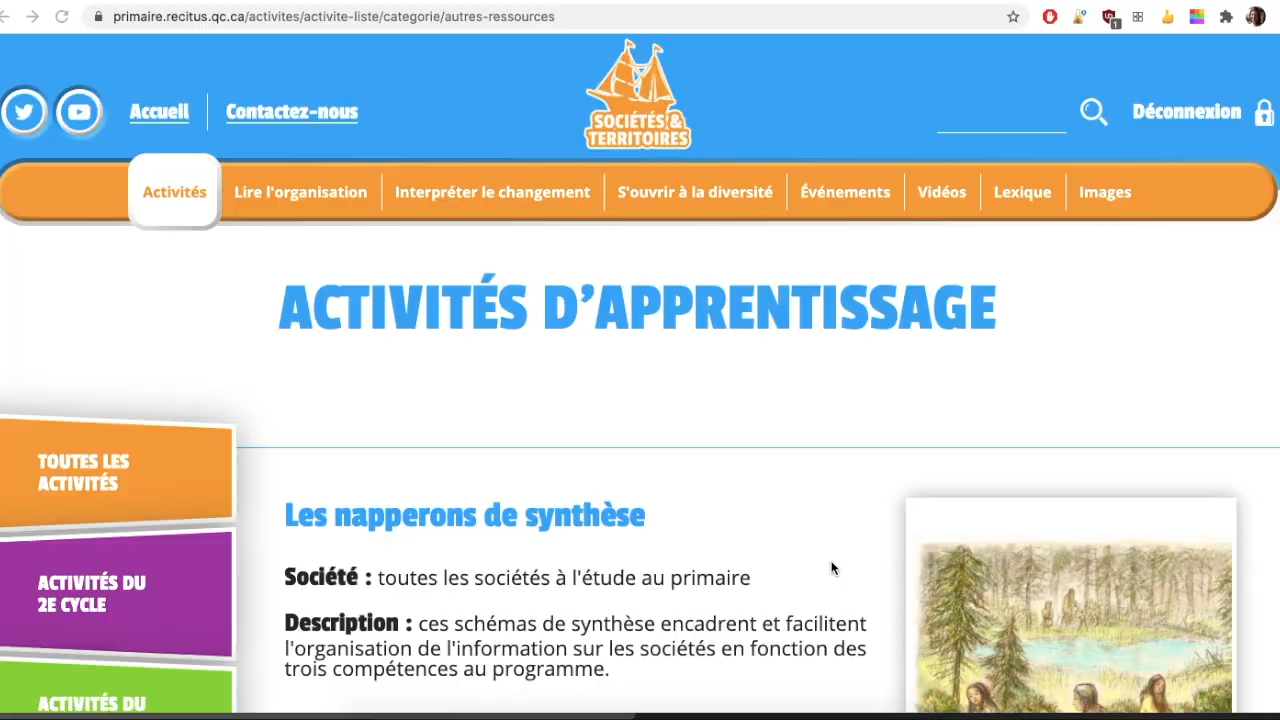 primaire.recitus.qc.ca/activites/activite-liste/categorie/autres-ressources
1
Accueil
Contactez-nous
SOCIÉTÉS &
TERRITOIRES
Déconnexion
Activités
Lire l'organisation
Interpréter le changement
S'ouvrir à la diversité
Événements
Vidéos
Lexique
Images
ACTIVITÉS D'APPRENTISSAGE
TOUTES LES
ACTIVITÉS
ACTIVITÉS DU
2E CYCLE
ACTIVITÉS DU
Les napperons de synthèse
Société : toutes les sociétés à l'étude au primaire
Description : ces schémas de synthèse encadrent et facilitent
l'organisation de l'information sur les sociétés en fonction des
trois compétences au programme.